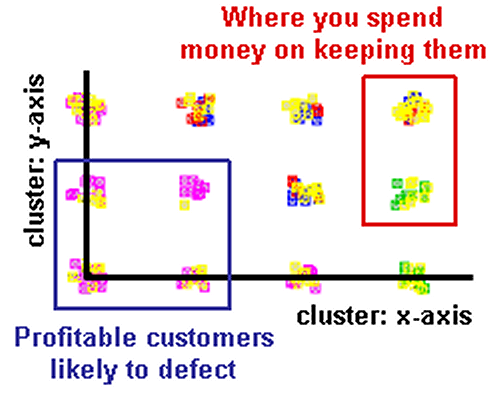 Where you spend
money on keeping them
cluster: y-axis
cluster: x-axis
Profitable customers
likely to defect